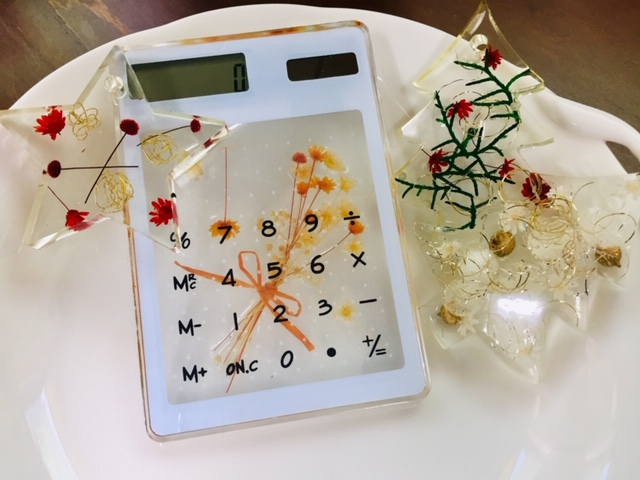 0
% 7 8 9 ÷
MRC 4 5 6 ×
M- 1 2 3 −
M+ ON.C 0 • +/=